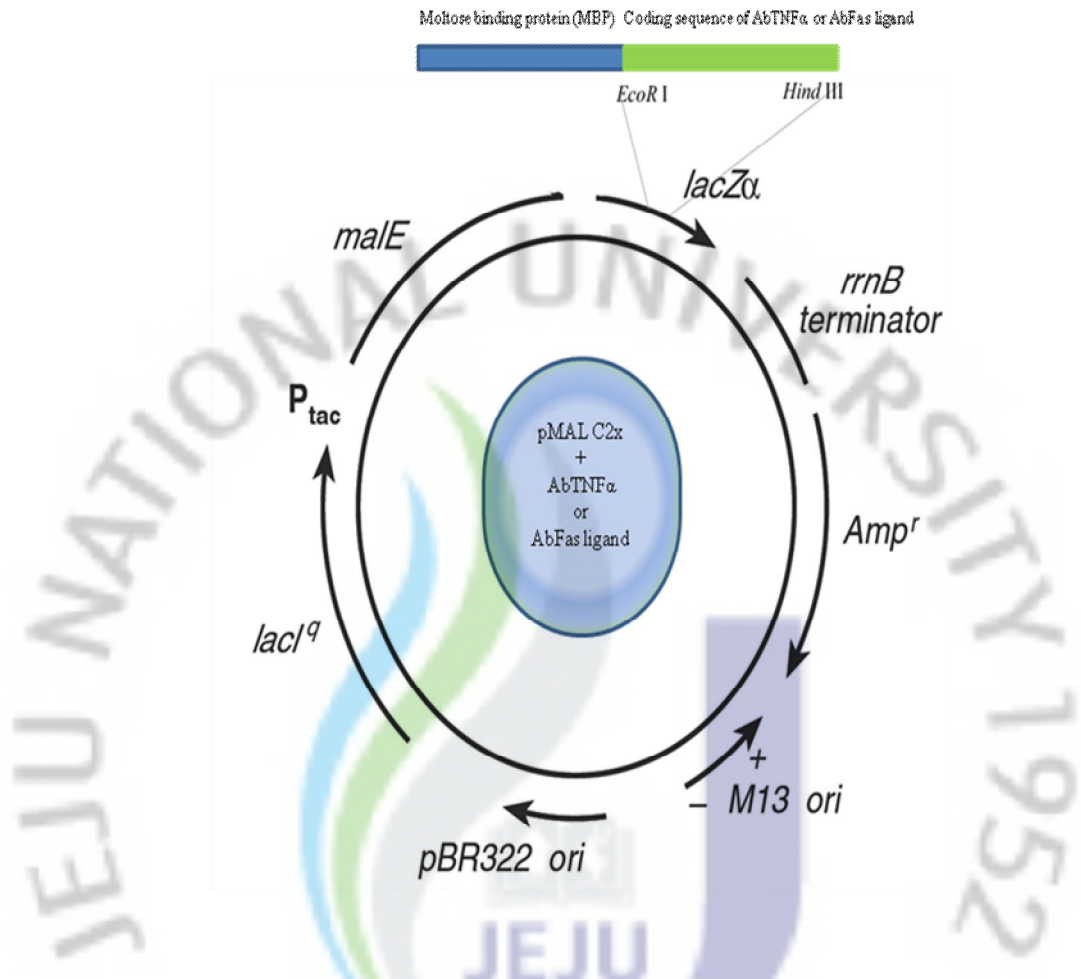 Moltose binding protein (MBP) Coding sequence of AbTNFα or AbFas ligand
EcoR I
Hind III
lacZα
malE
rrnB
terminator
Ptac
pMAL C2x
+
AbTNFα
or
AbFas ligand
Ampʳ
lacI q
+
– M13 ori
pBR322 ori
JEJU NATIONAL UNIVERSITY 1952
JEJU